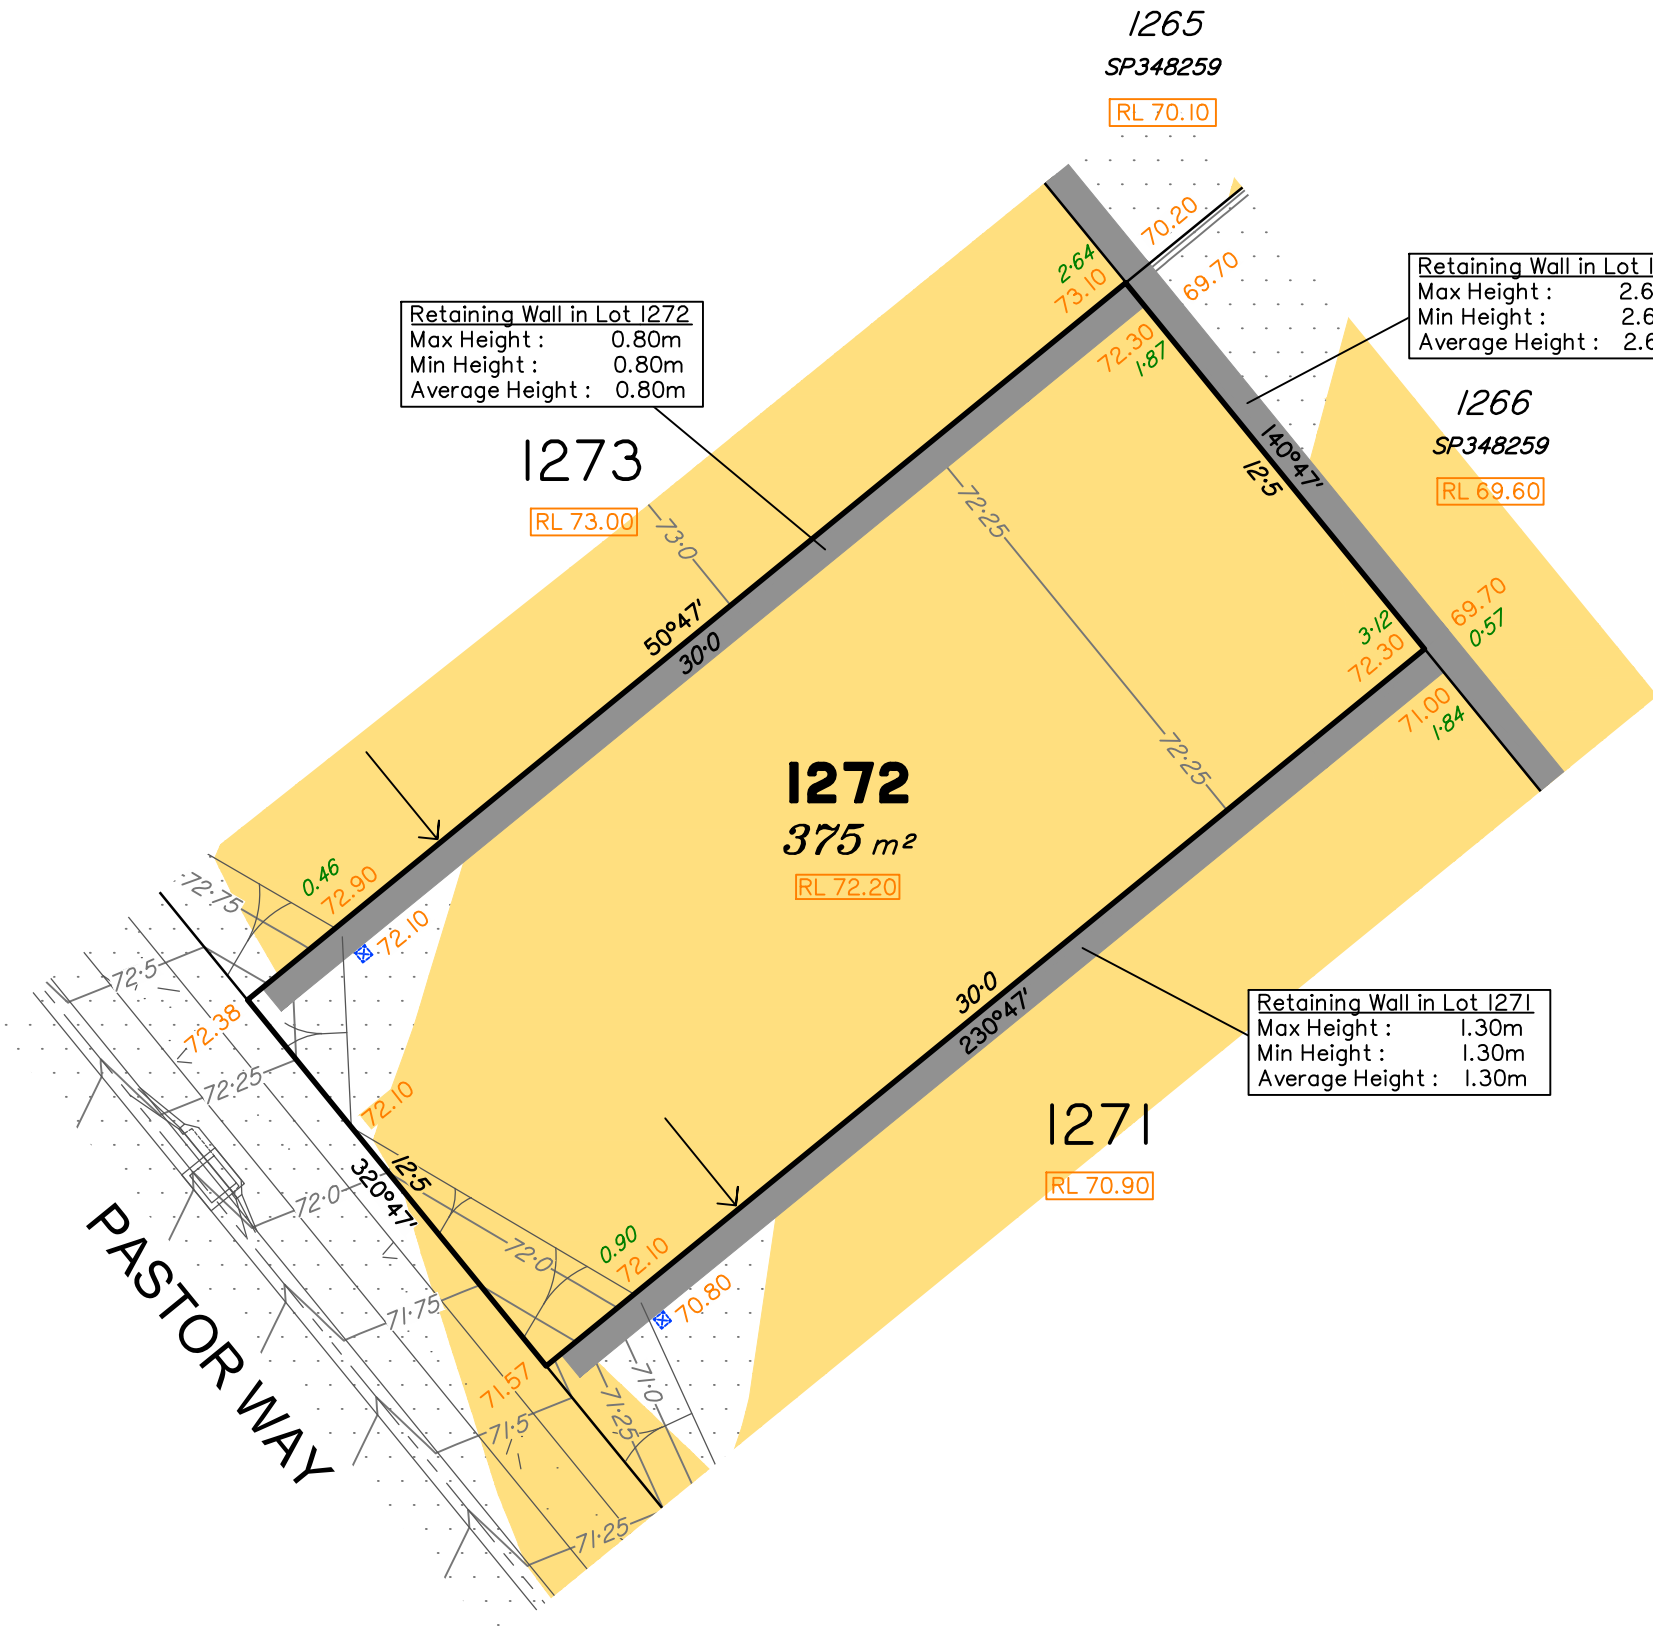 1265
SP348259
RL 70.10
70.20
69.70
2·64
73.10
72.30
1·87
Retaining Wall in Lot 1272
Max Height : 0.80m
Min Height : 0.80m
Average Height : 0.80m
Retaining Wall in Lot
Max Height :
Min Height :
Average Height :
1273
RL 73.00
73·0
72·25
140°47'
12·5
1266
SP348259
RL 69.60
50°47'
30·0
69.70
0·57
3·12
72.30
71.00
1·84
72·25
1272
375 m²
RL 72.20
0.46
72.90
72.10
72·75
72·5
72.38
72·25
72.10
30·0
230°47'
Retaining Wall in Lot 1271
Max Height : 1.30m
Min Height : 1.30m
Average Height : 1.30m
1271
RL 70.90
12·5
320°47'
72·0
72·0
0.90
72.10
70.80
71·75
PASTOR WAY
71.57
71·5
71·25
71·0
71·25